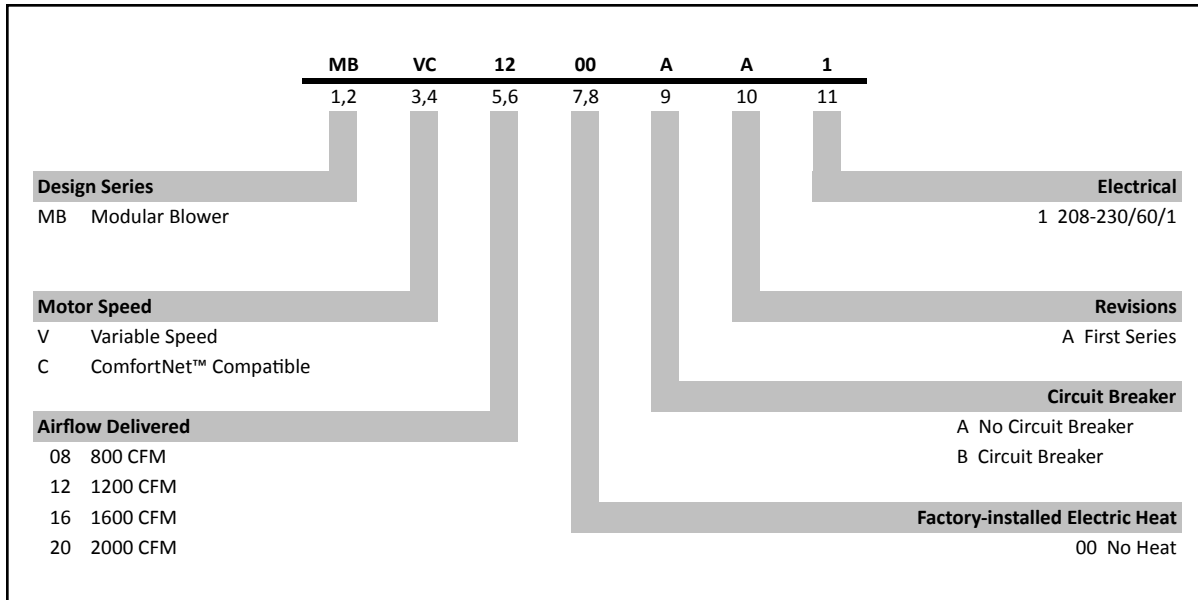 MB VC 12 00 A A 1
1,2 3,4 5,6 7,8 9 10 11
Design Series
MB Modular Blower
Motor Speed
V Variable Speed
C ComfortNet™ Compatible
Airflow Delivered
08 800 CFM
12 1200 CFM
16 1600 CFM
20 2000 CFM
Electrical
1 208-230/60/1
Revisions
A First Series
Circuit Breaker
A No Circuit Breaker
B Circuit Breaker
Factory-installed Electric Heat
00 No Heat